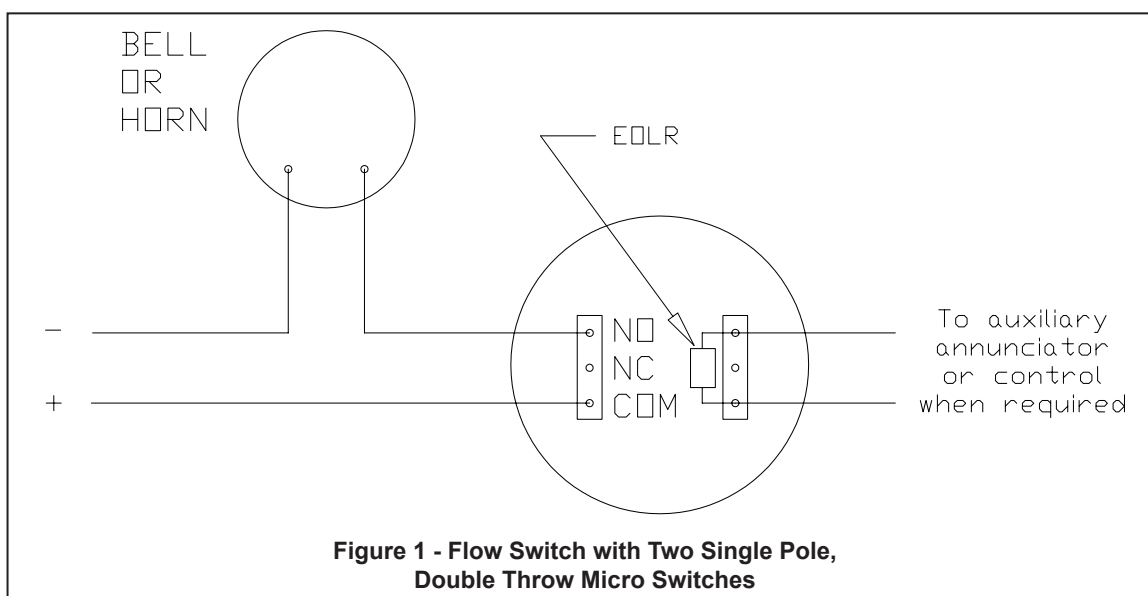 BELL
OR
HORN
EOLR
-
+
NO
NC
COM
To auxiliary
annunciator
or control
when required
Figure 1 - Flow Switch with Two Single Pole,
Double Throw Micro Switches